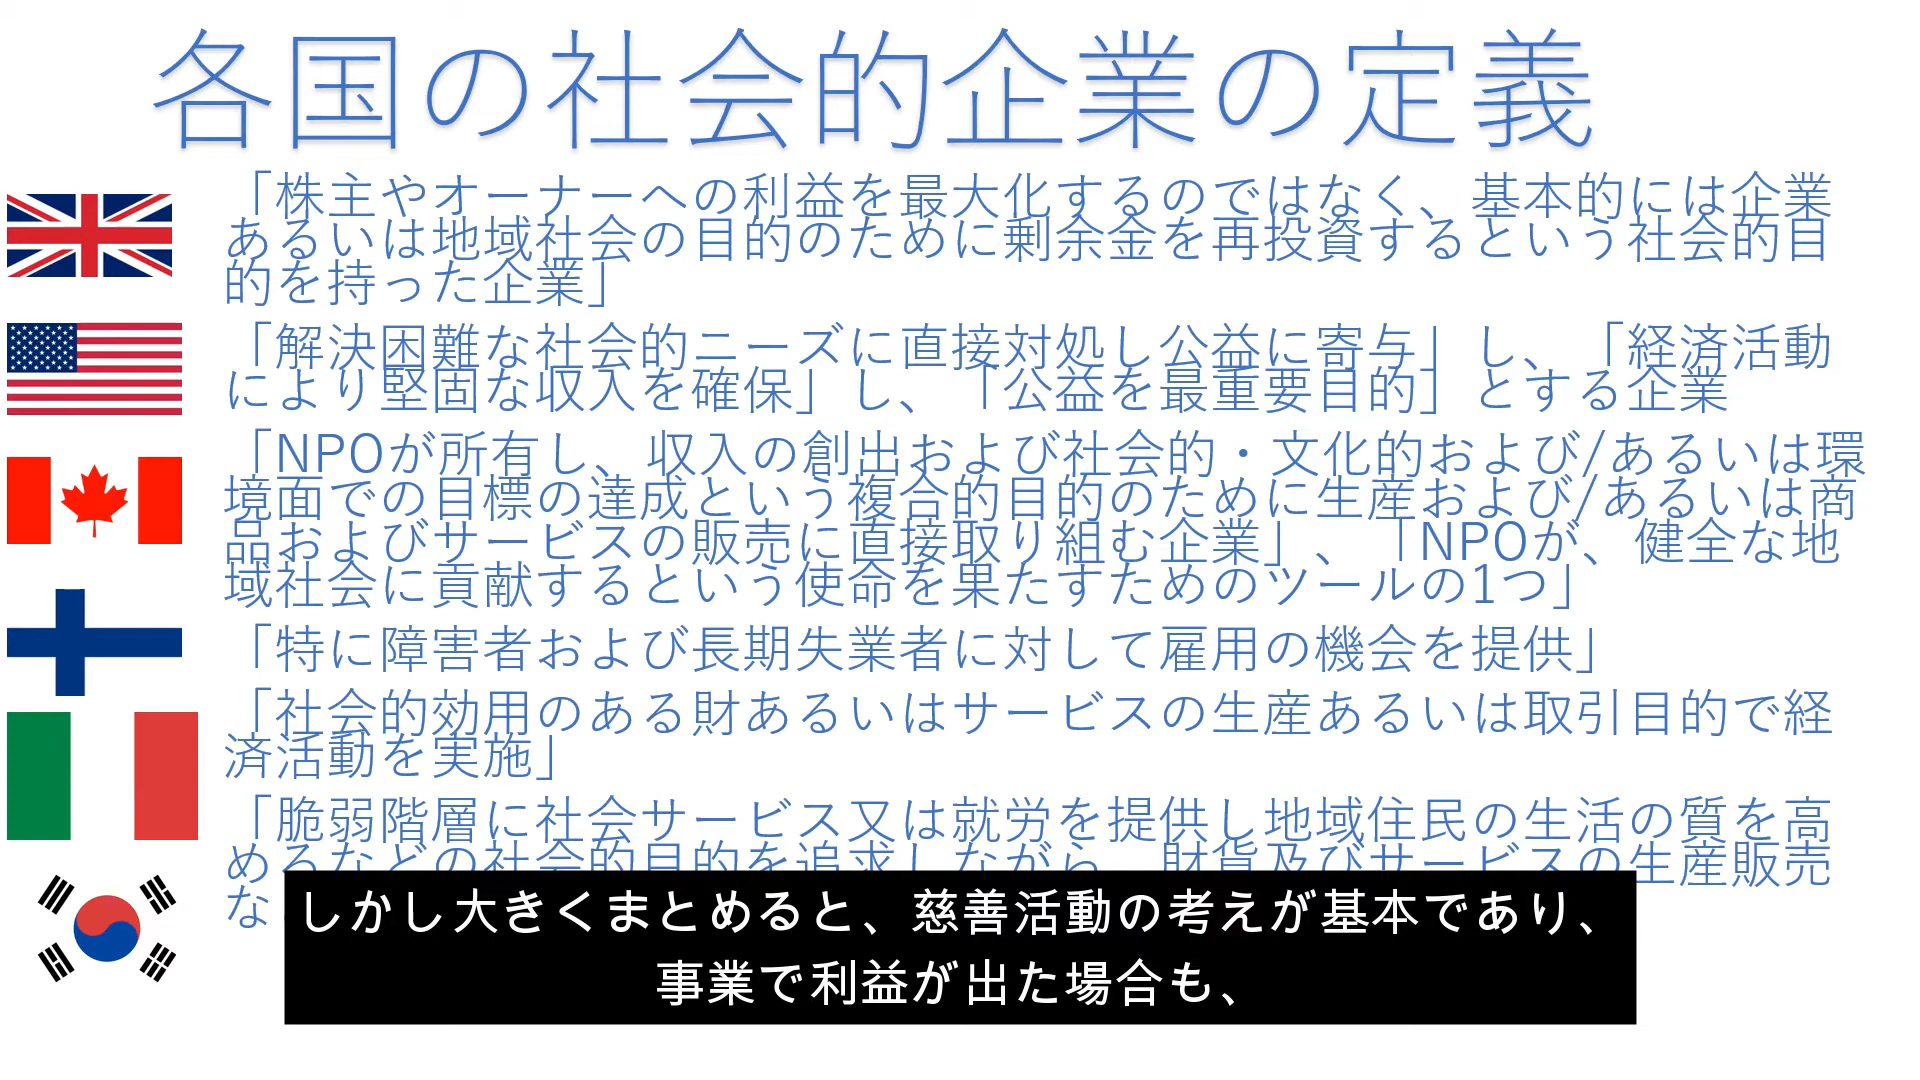 各国の社会的企業の定義
「株主やオーナーへの利益を最大化するのではなく、基本的には企業
あるいは地域社会の目的のために剰余金を再投資するという社会的目
的を持った企業」
「解決困難な社会的ニーズに直接対処し公益に寄与」し、「経済活動
により堅固な収入を確保」し、「公益を最重要目的」とする企業
「NPOが所有し、収入の創出および社会的・文化的および/あるいは環
境面での目標の達成という複合的目的のために生産および/あるいは商
品およびサービスの販売に直接取り組む企業」、「NPOが、健全な地
域社会に貢献するという使命を果たすためのツールの1つ」
「特に障害者および長期失業者に対して雇用の機会を提供」
「社会的効用のある財あるいはサービスの生産あるいは取引目的で経
済活動を実施」
「脆弱階層に社会サービス又は就労を提供し地域住民の生活の質を高
めるなどの社会的目的を追求しながら、財貨及びサービスの生産販売
な
しかし大きくまとめると、慈善活動の考えが基本であり、
事業で利益が出た場合も、